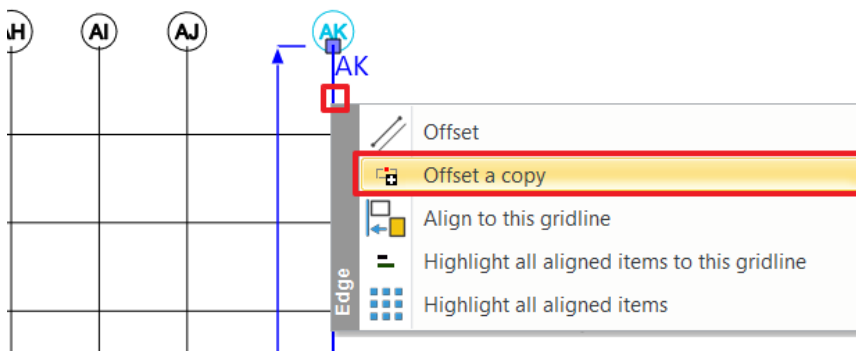 AH
AI
AJ
AK
AK
Offset
Offset a copy
Align to this gridline
Highlight all aligned items to this gridline
Highlight all aligned items
Edge